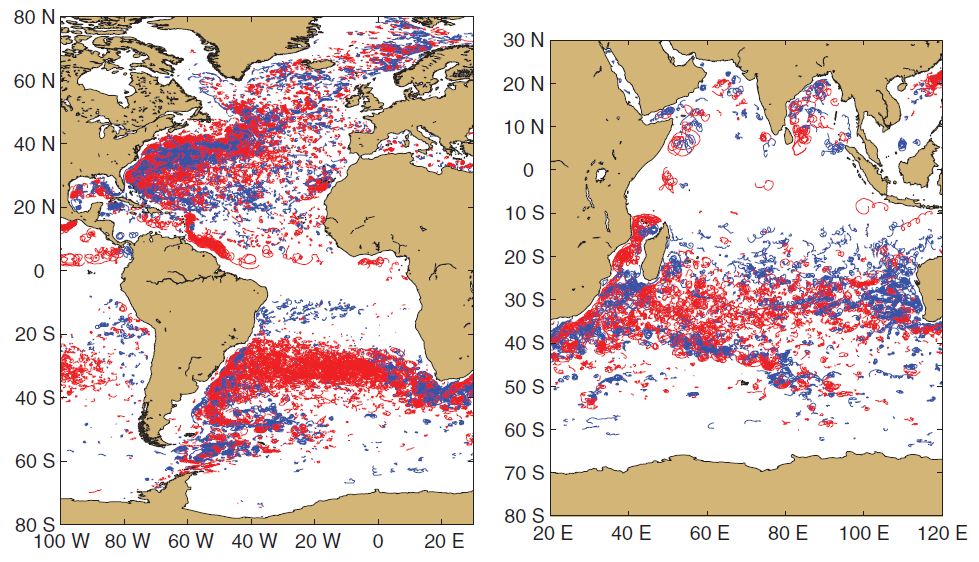 80 N
60 N
40 N
20 N
0
20 S
40 S
60 S
80 S
100 W 80 W 60 W 40 W 20 W 0 20 E
30 N
20 N
10 N
0
10 S
20 S
30 S
40 S
50 S
60 S
70 S
80 S
20 E 40 E 60 E 80 E 100 E 120 E